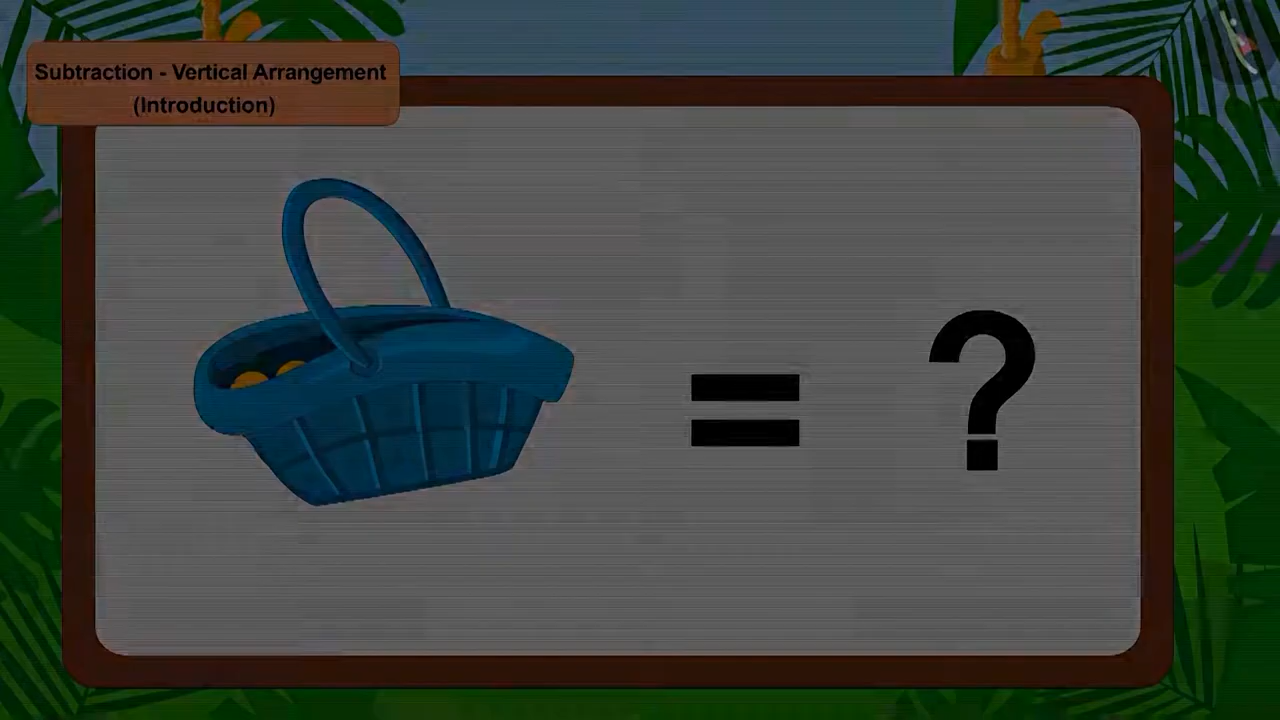 Subtraction - Vertical Arrangement
(Introduction)
= ?